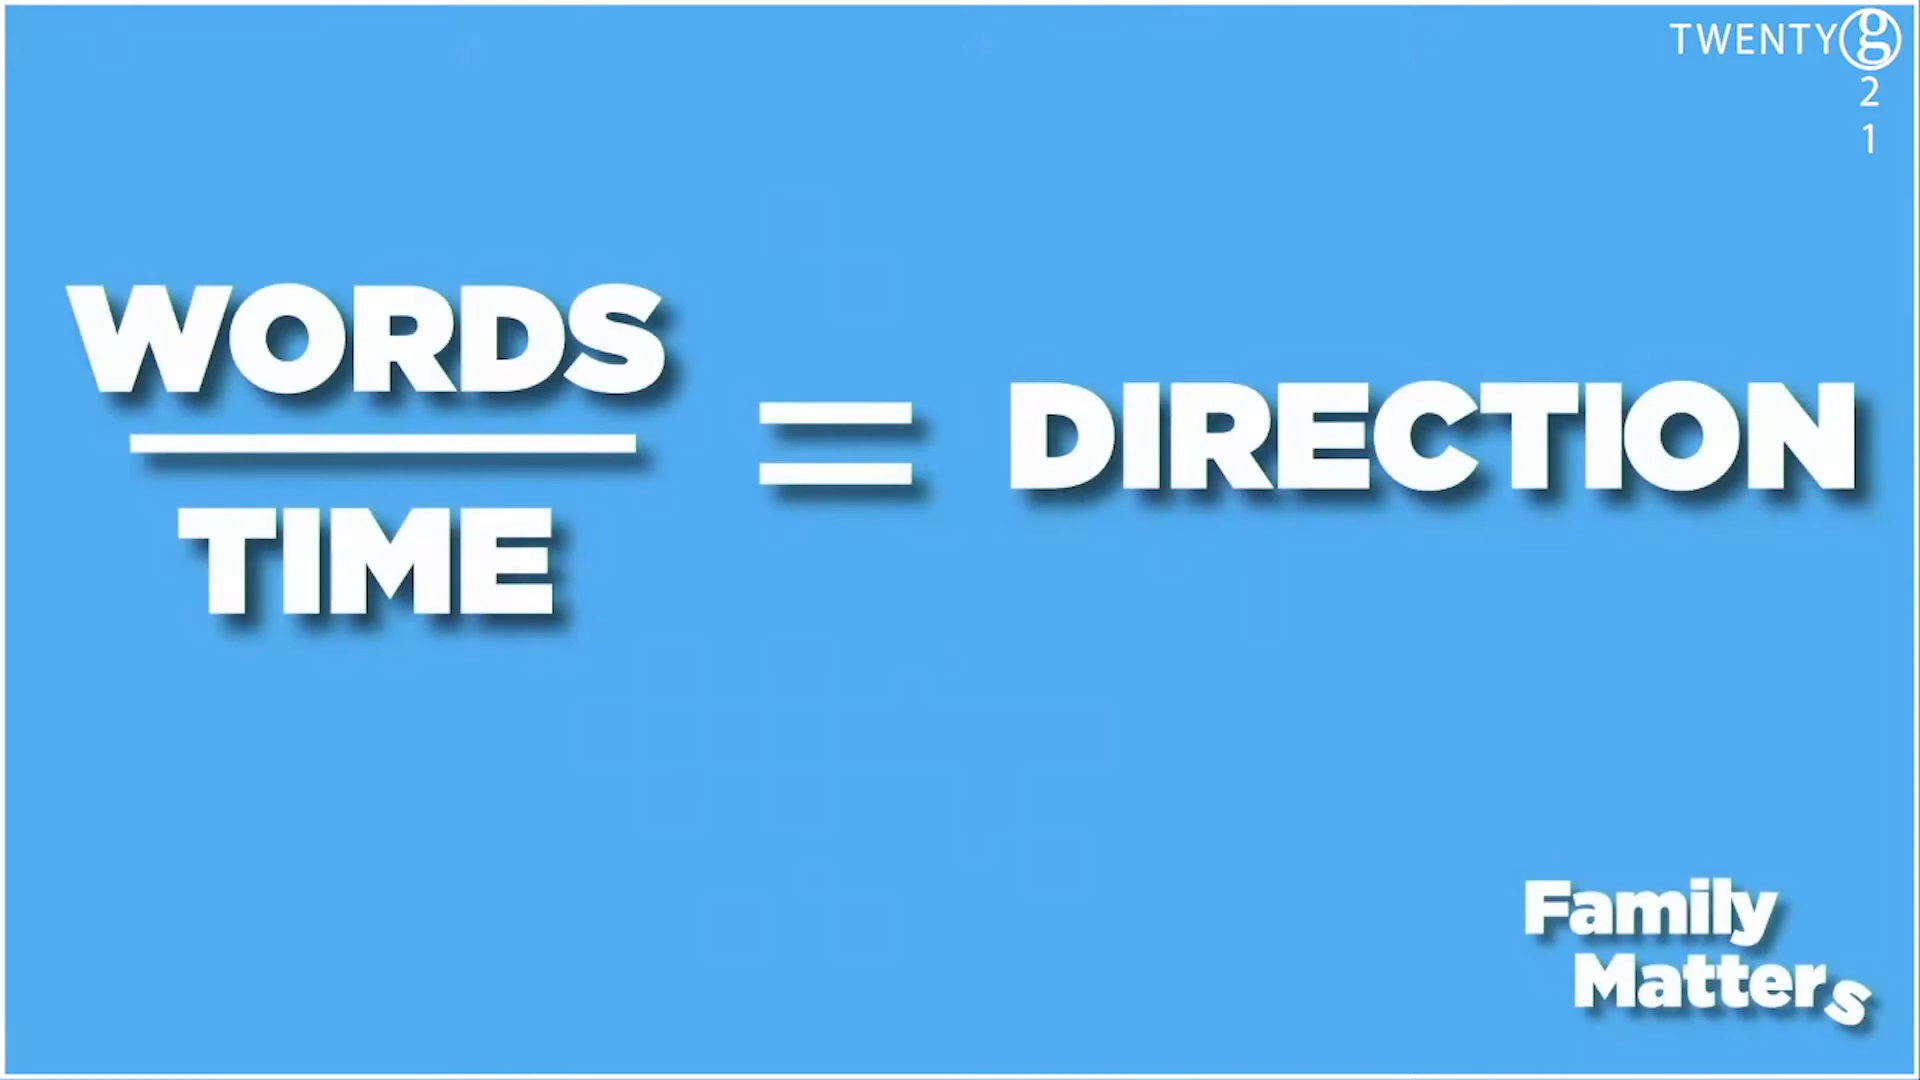 TWENTYg
2
1
WORDS
TIME
= DIRECTION
Family
Matters